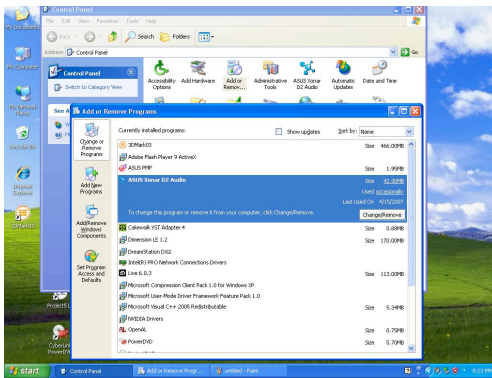 Control Panel
File Edit View Favorites Tools Help
Back Search Folders
Address Control Panel Go
My Documents
My Computer
My Network Places
Recycle Bin
Internet Explorer
3DMark03
Control Panel
Switch to Category View
See A
Accessibility Options
Add Hardware
Add or Remov...
Administrative Tools
ASUS Xonar D2 Audio
Automatic Updates
Date and Time
Add or Remove Programs
Change or Remove Programs
Add New Programs
Add/Remove Windows Components
Set Program Access and Defaults
Currently installed programs: Show updates Sort by: Name
3DMark03 Size 466.00MB
Adobe Flash Player 9 ActiveX
ASUS PMP Size 1.95MB
ASUS Xonar D2 Audio Size 42.30MB
Used occasionally
Last Used On 4/15/2007
To change this program or remove it from your computer, click Change/Remove. Change/Remove
Cakewalk VST Adapter 4 Size 0.88MB
Dimension LE 1.2 Size 170.00MB
DreamStation DXi2
Intel(R) PRO Network Connections Drivers
Live 6.0.3 Size 113.00MB
Microsoft Compression Client Pack 1.0 for Windows XP
Microsoft User-Mode Driver Framework Feature Pack 1.0
Microsoft Visual C++ 2005 Redistributable Size 5.34MB
NVIDIA Drivers
OpenAL Size 0.75MB
PowerDVD Size 5.70MB
CyberLink PowerDV
start Control Panel Add or Remove Progr... untitled - Paint 8:23 PM